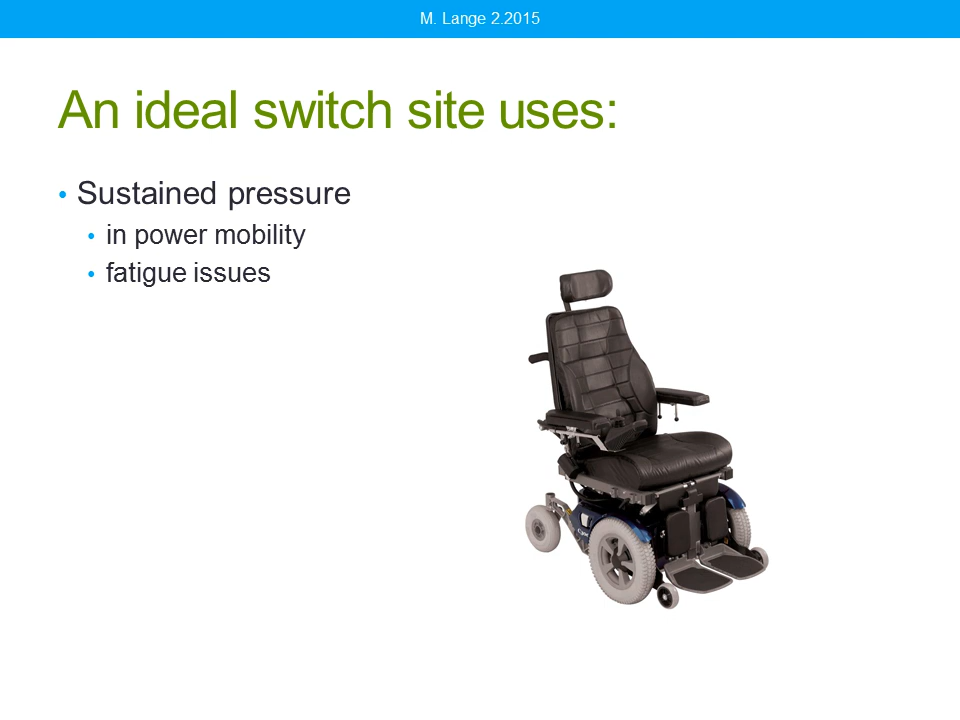 M. Lange 2.2015
An ideal switch site uses:
• Sustained pressure
• in power mobility
• fatigue issues